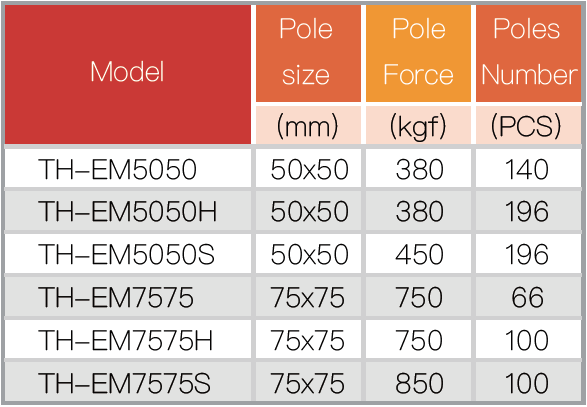 Model Pole size Pole Force Poles Number
(mm) (kgf) (PCS)
TH-EM5050 50x50 380 140
TH-EM5050H 50x50 380 196
TH-EM5050S 50x50 450 196
TH-EM7575 75x75 750 66
TH-EM7575H 75x75 750 100
TH-EM7575S 75x75 850 100